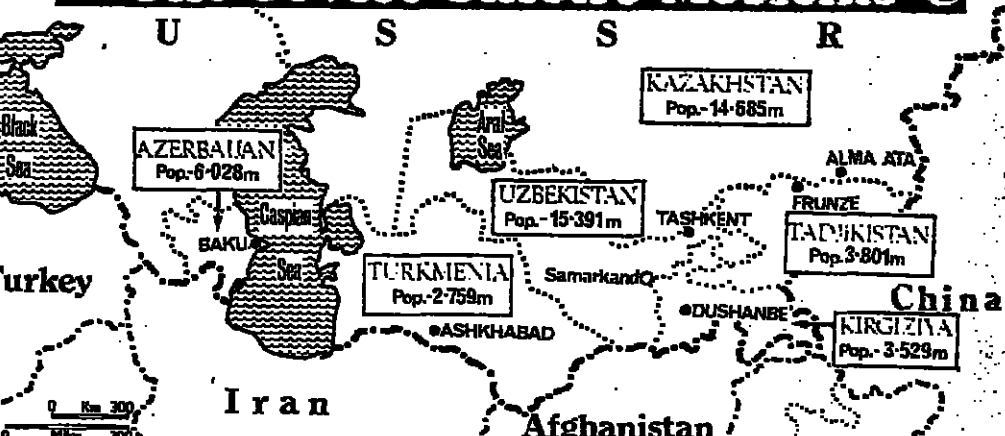 U S S R
KAZAKHSTAN
Pop.-14·685m
Black
Sea
Aral
Sea
AZERBAIJAN
Pop.-6·028m
ALMA ATA
UZBEKISTAN
Pop.-15·391m
FRUNZE
Caspian
Sea
TASHKENT
BAKU
TADJIKISTAN
Pop.3·801m
TURKMENIA
Pop.-2·759m
Samarkand
urkey
China
DUSHANBE
ASHKHABAD
KIRGIZIYA
Pop.-3·529m
Iran
0 Km 300
Afghanistan